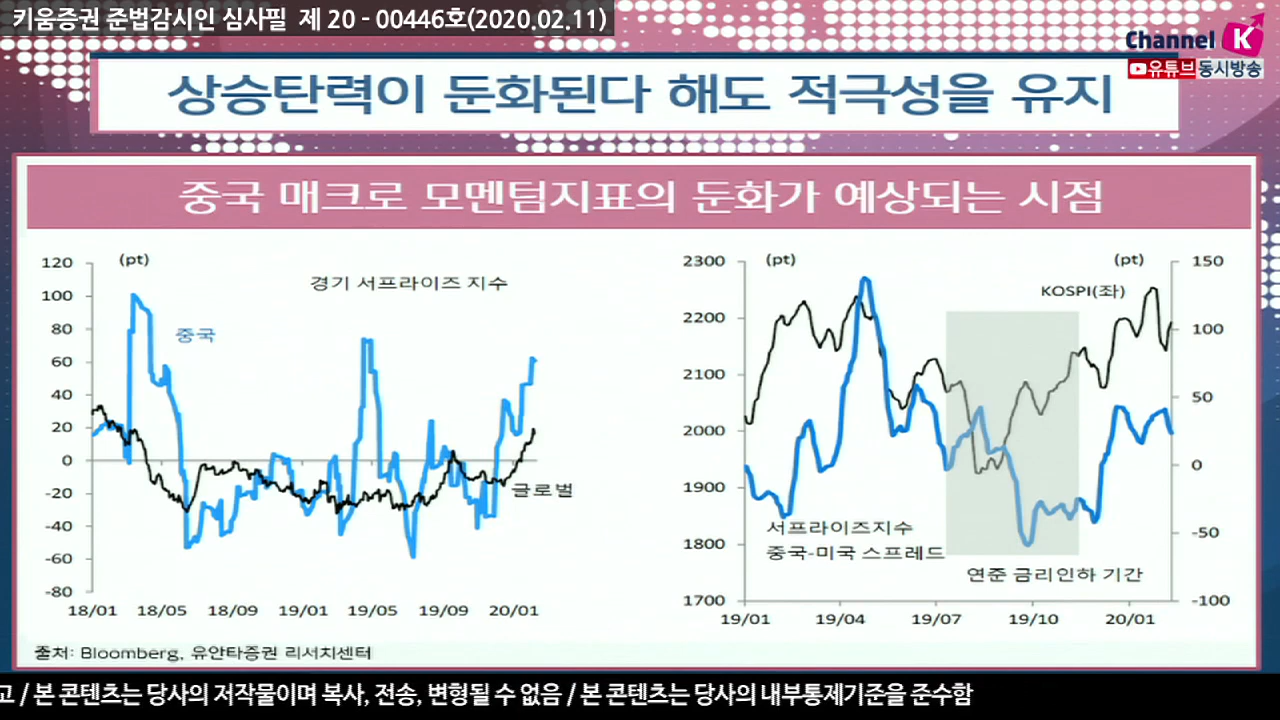 키움증권 준법감시인 심사필 제 20 - 00446호(2020.02.11)
Channel K
유튜브 동시방송
상승탄력이 둔화된다 해도 적극성을 유지
중국 매크로 모멘텀지표의 둔화가 예상되는 시점
(pt)
경기 서프라이즈 지수
중국
글로벌
120
100
80
60
40
20
0
-20
-40
-60
-80
18/01 18/05 18/09 19/01 19/05 19/09 20/01
(pt)
(pt)
KOSPI(좌)
2300
2200
2100
2000
1900
1800
1700
150
100
50
0
-50
-100
서프라이즈지수
중국-미국 스프레드
연준 금리인하 기간
19/01 19/04 19/07 19/10 20/01
출처: Bloomberg, 유안타증권 리서치센터
고 / 본 콘텐츠는 당사의 저작물이며 복사, 전송, 변형될 수 없음 / 본 콘텐츠는 당사의 내부통제기준을 준수함